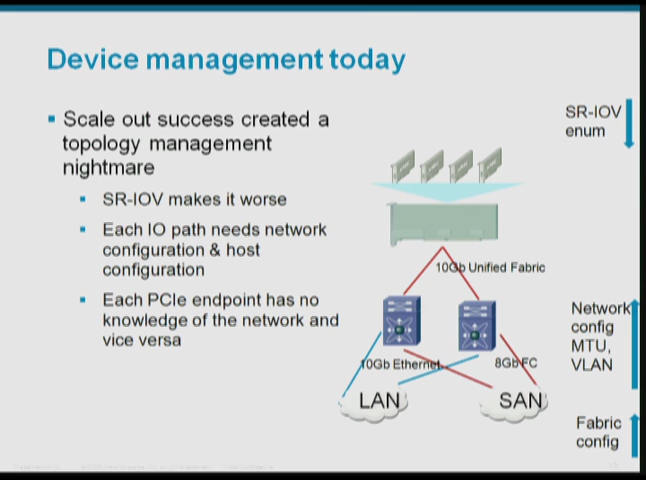 Device management today
Scale out success created a
topology management
nightmare
SR-IOV makes it worse
Each IO path needs network
configuration & host
configuration
Each PCIe endpoint has no
knowledge of the network and
vice versa
SR-IOV
enum
10Gb Unified Fabric
10Gb Ethernet
8Gb FC
LAN
SAN
Network
config
MTU,
VLAN
Fabric
config